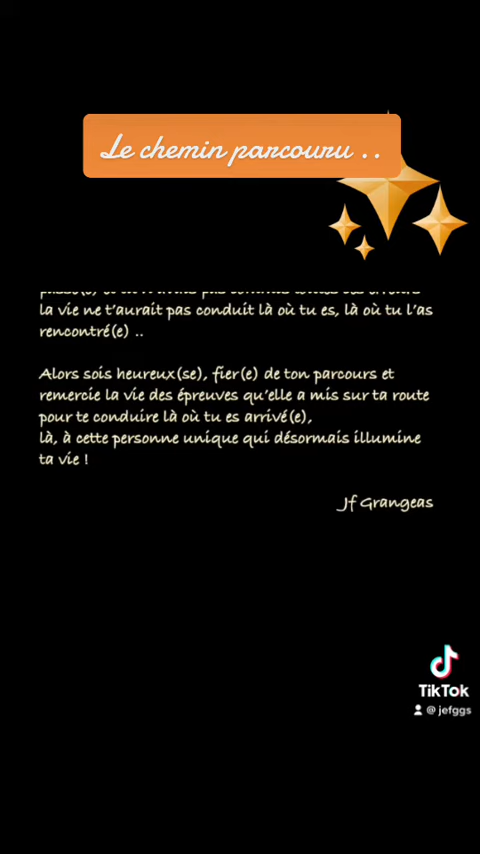 Le chemin parcouru ..
la vie ne t'aurait pas conduit là où tu es, là où tu l'as
rencontré(e) ..
Alors sois heureux(se), fier(e) de ton parcours et
remercie la vie des épreuves qu'elle a mis sur ta route
pour te conduire là où tu es arrivé(e),
là, à cette personne unique qui désormais illumine
ta vie !
Jf Grangeas
TikTok
@jefggs